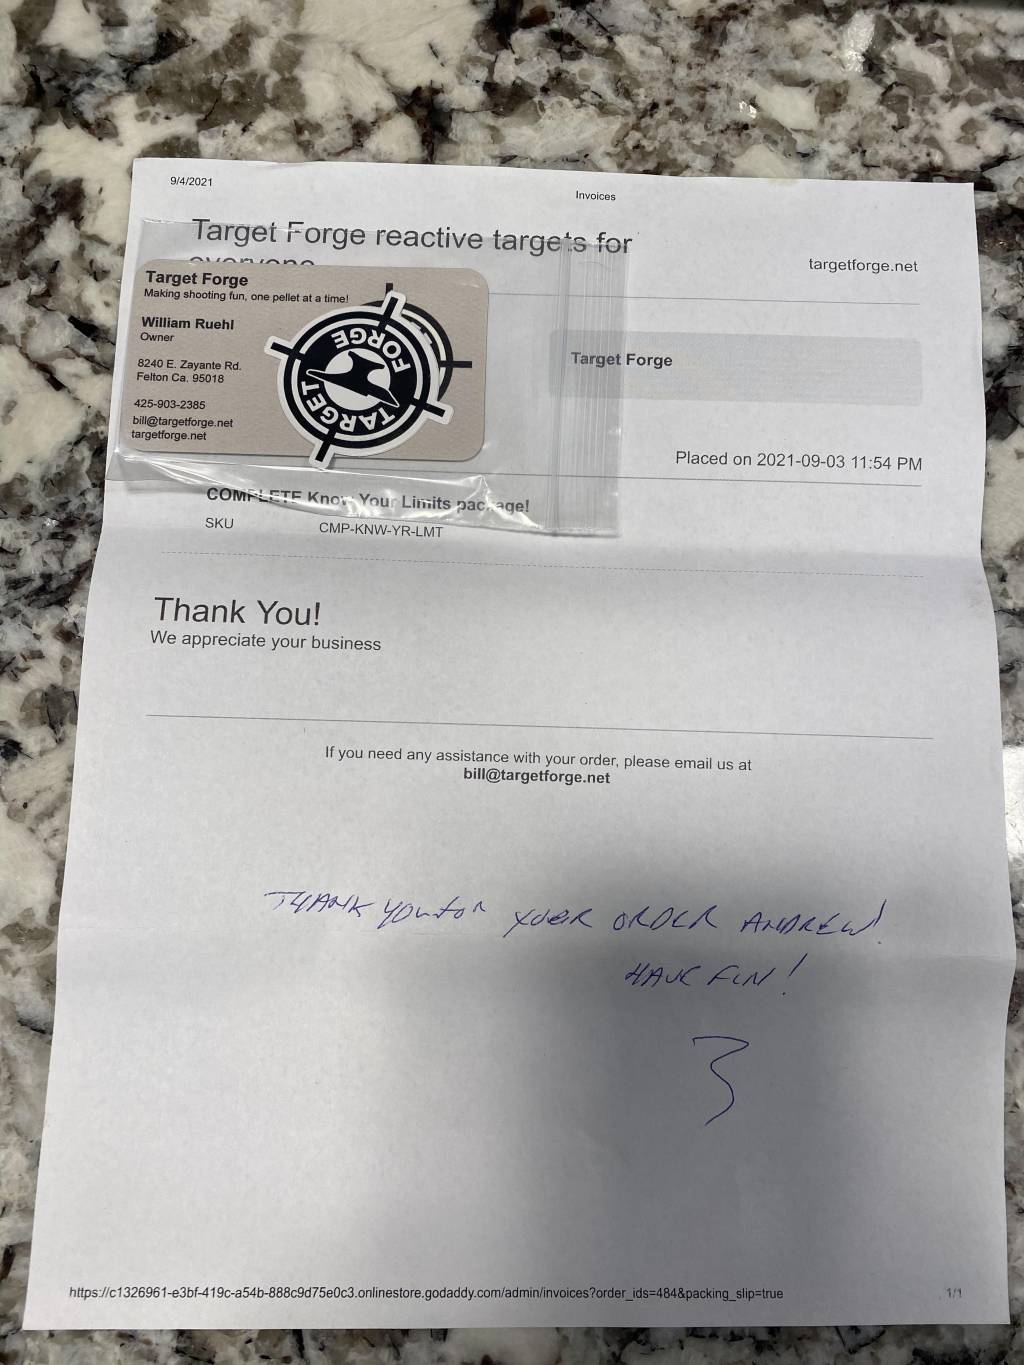 9/4/2021
Invoices
Target Forge reactive targets for
everyone
targetforge.net
Target Forge
Making shooting fun, one pellet at a time!
William Ruehl
Owner
8240 E. Zayante Rd.
Felton Ca. 95018
425-903-2385
bill@targetforge.net
targetforge.net
TARGET
FORGE
Target Forge
Placed on 2021-09-03 11:54 PM
COMPLETE Know Your Limits package!
SKU CMP-KNW-YR-LMT
Thank You!
We appreciate your business
If you need any assistance with your order, please email us at
bill@targetforge.net
THANK YOU FOR YOUR ORDER ANDREW!
HAVE FUN!
https://c1326961-e3bf-419c-a54b-888c9d75e0c3.onlinestore.godaddy.com/admin/invoices?order_ids=484&packing_slip=true
1/1